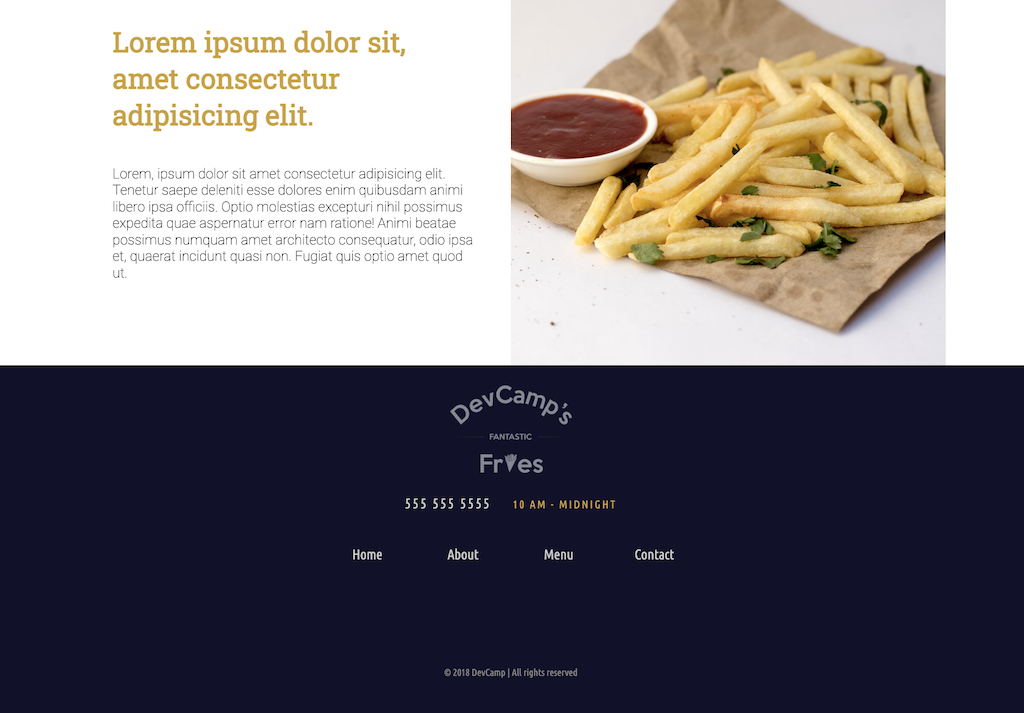 Lorem ipsum dolor sit,
amet consectetur
adipisicing elit.
Lorem, ipsum dolor sit amet consectetur adipisicing elit.
Tenetur saepe deleniti esse dolores enim quibusdam animi
libero ipsa officiis. Optio molestias excepturi nihil possimus
expedita quae aspernatur error nam ratione! Animi beatae
possimus numquam amet architecto consequatur, odio ipsa
et, quaerat incidunt quasi non. Fugiat quis optio amet quod
ut.
DevCamp's
FANTASTIC
Fries
555 555 5555 10 AM - MIDNIGHT
Home About Menu Contact
© 2018 DevCamp | All rights reserved